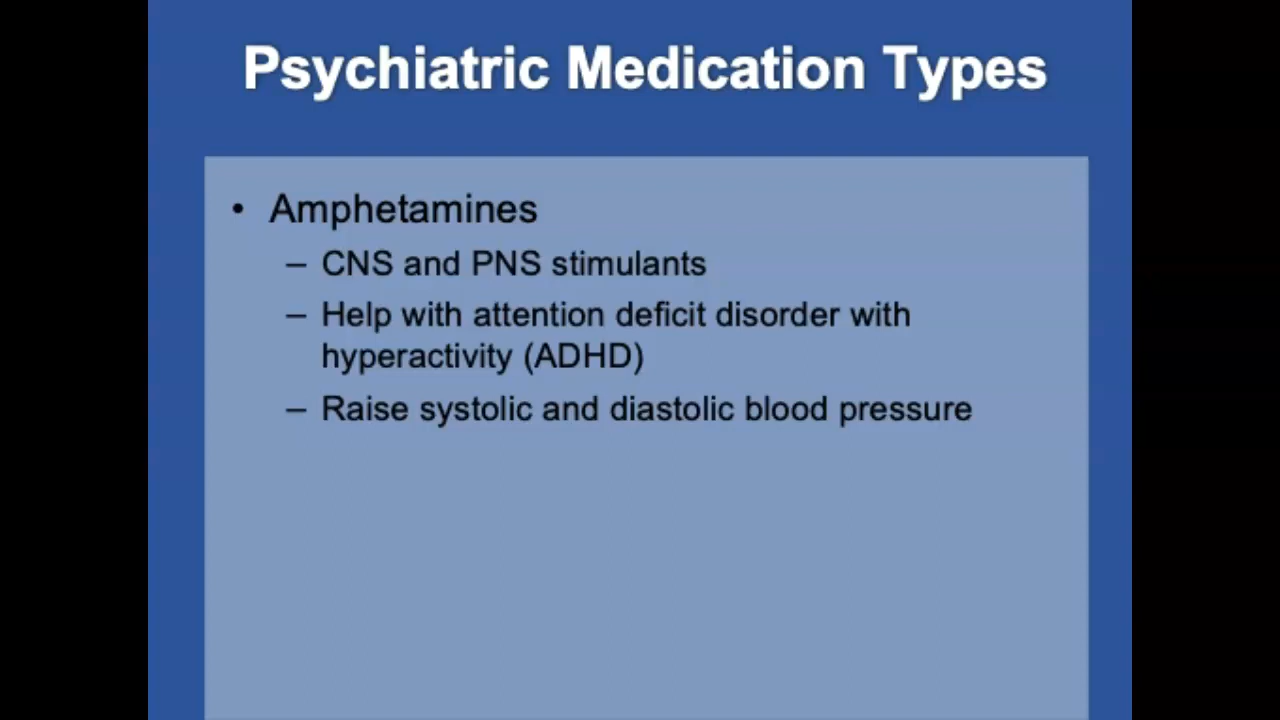 Psychiatric Medication Types
• Amphetamines
– CNS and PNS stimulants
– Help with attention deficit disorder with
hyperactivity (ADHD)
– Raise systolic and diastolic blood pressure